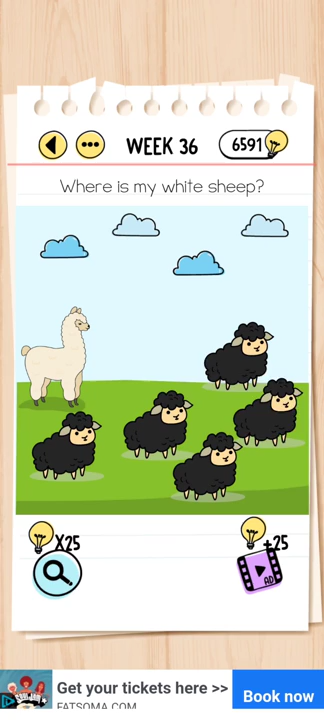 WEEK 36
6591
Where is my white sheep?
X25
+25
AD
Get your tickets here >>
FATSOMA.COM
Book now